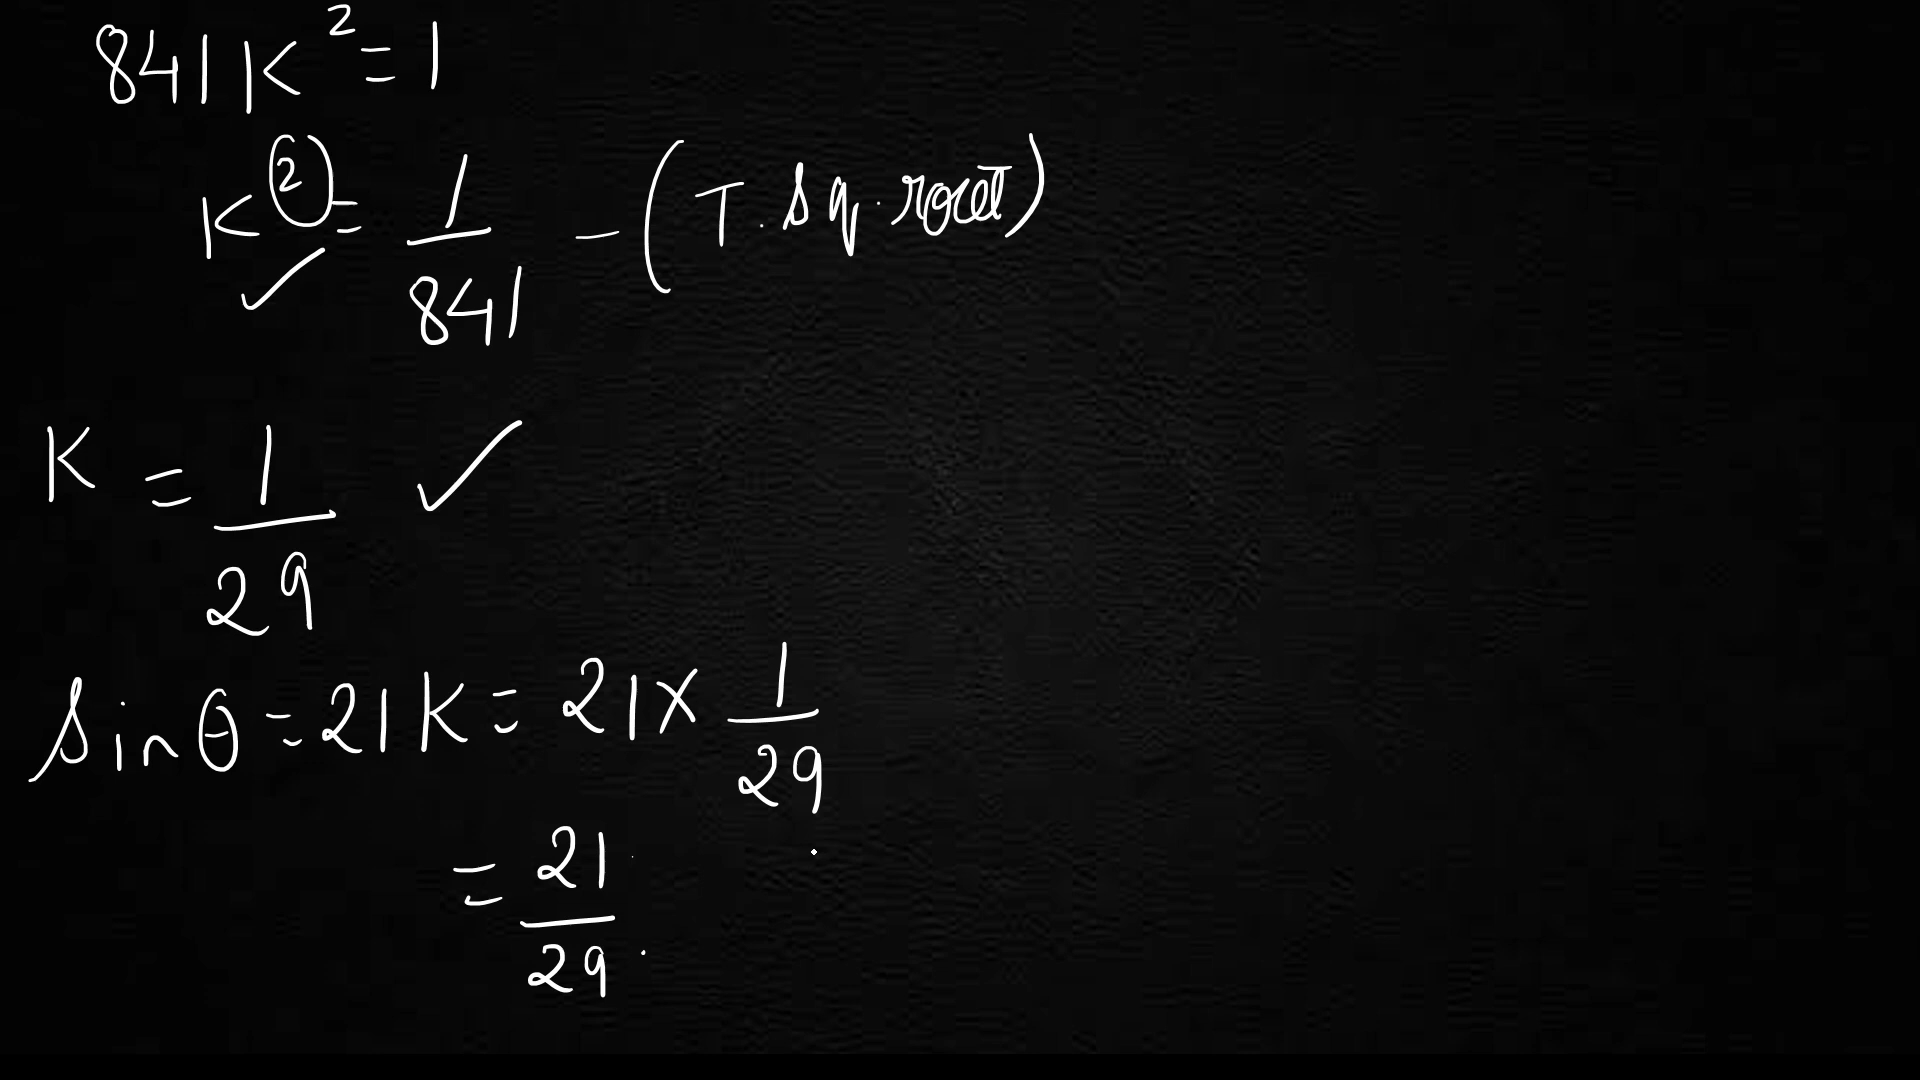 841K² = 1
K² = 1/841 - (T. Sq. root)
K = 1/29 ✓
Sinθ = 21K = 21 × 1/29
= 21/29.